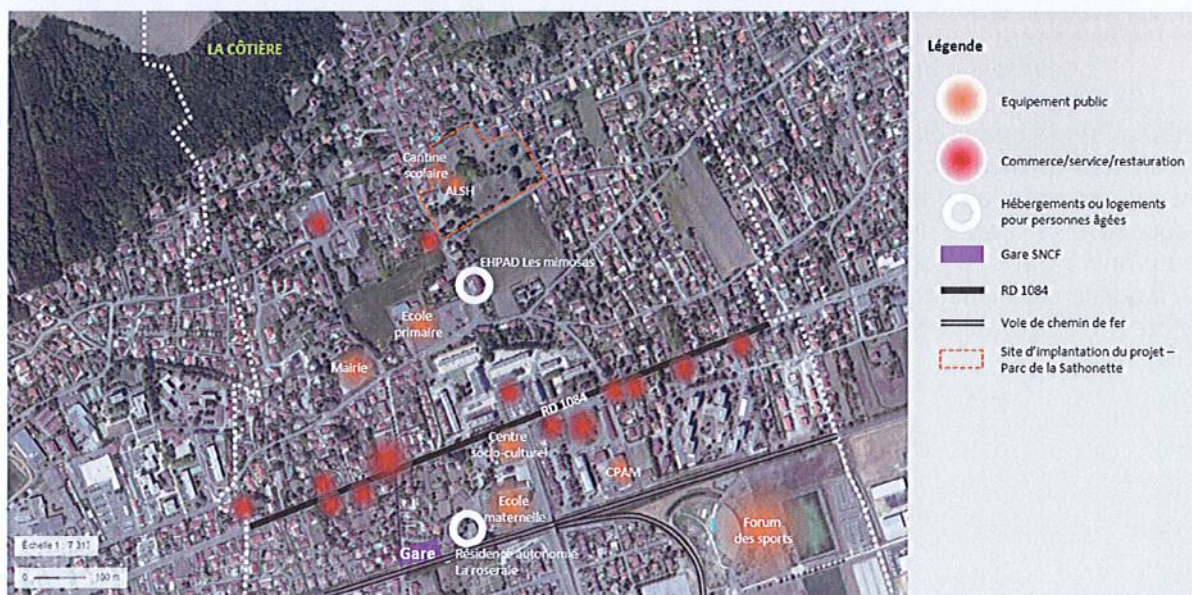 LA CÔTIÈRE
Cantine
scolaire
ALSH
EHPAD Les mimosas
Ecole
primaire
Mairie
RD 1084
Centre
socio-culturel
CPAM
Ecole
maternelle
Forum
des sports
Gare
Résidence autonomie
La roseraie
Échelle 1 : 7 313
0 100 m
Légende
Equipement public
Commerce/service/restauration
Hébergements ou logements
pour personnes âgées
Gare SNCF
RD 1084
Voie de chemin de fer
Site d'implantation du projet –
Parc de la Sathonette